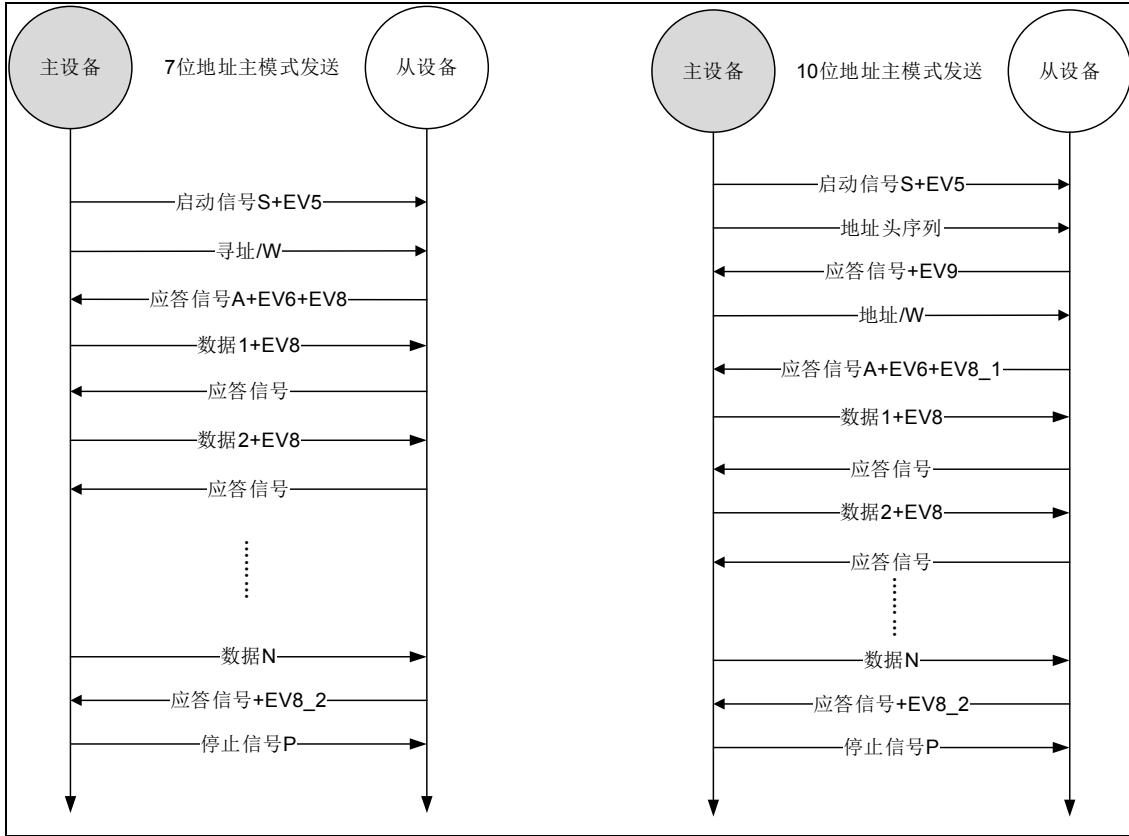 主设备
7位地址主模式发送
从设备
启动信号S+EV5
寻址/W
应答信号A+EV6+EV8
数据1+EV8
应答信号
数据2+EV8
应答信号
数据N
应答信号+EV8_2
停止信号P
主设备
10位地址主模式发送
从设备
启动信号S+EV5
地址头序列
应答信号+EV9
地址/W
应答信号A+EV6+EV8_1
数据1+EV8
应答信号
数据2+EV8
应答信号
数据N
应答信号+EV8_2
停止信号P